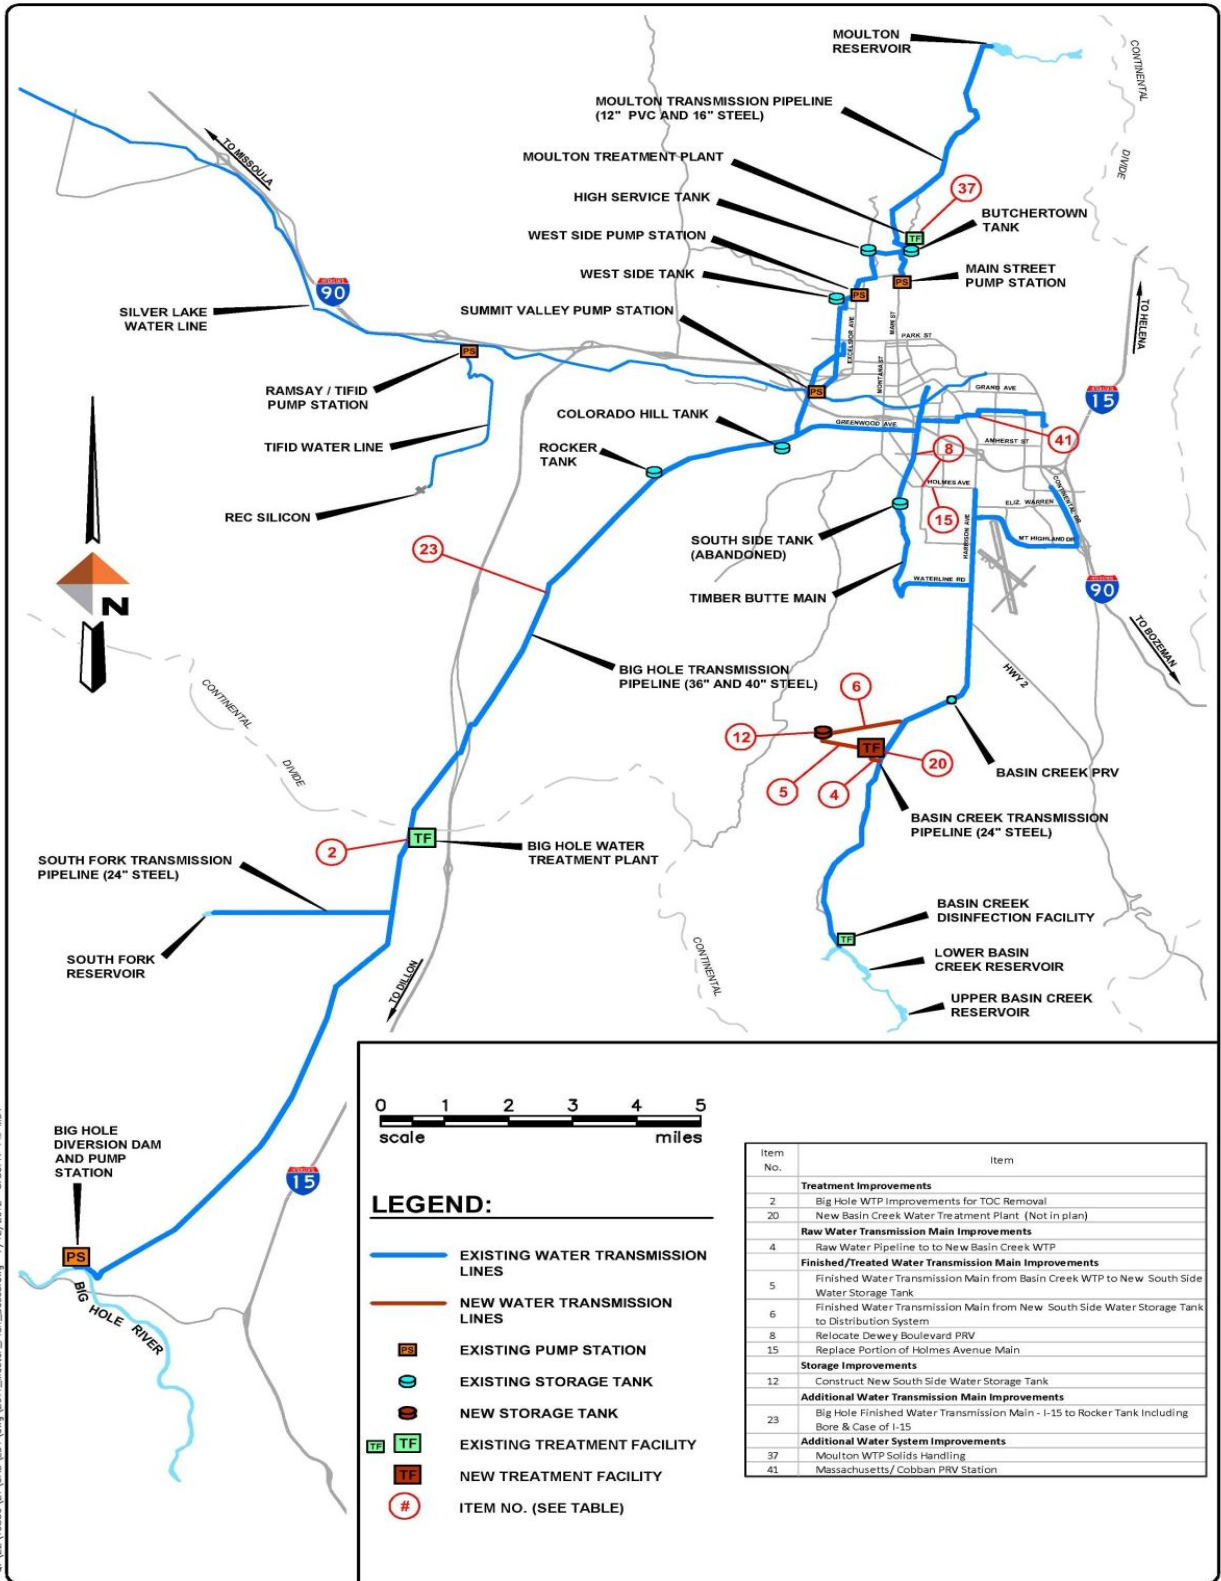 MOULTON
RESERVOIR
CONTINENTAL
DIVIDE
MOULTON TRANSMISSION PIPELINE
(12" PVC AND 16" STEEL)
TO MISSOULA
MOULTON TREATMENT PLANT
37
HIGH SERVICE TANK
BUTCHERTOWN
TANK
TF
WEST SIDE PUMP STATION
WEST SIDE TANK
MAIN STREET
PUMP STATION
PS
PS
90
SILVER LAKE
WATER LINE
SUMMIT VALLEY PUMP STATION
EXCELSIOR AVE
MAIN ST
PARK ST
MONTANA ST
TO HELENA
PS
RAMSAY / TIFID
PUMP STATION
PS
GRAND AVE
15
COLORADO HILL TANK
GREENWOOD AVE
TIFID WATER LINE
ROCKER
TANK
8
AMHERST ST
41
REC SILICON
HOLMES AVE
ELIZ. WARREN
CONTINENTAL DR
15
SOUTH SIDE TANK
(ABANDONED)
HARRISON AVE
MT HIGHLAND DR
23
WATERLINE RD
TIMBER BUTTE MAIN
90
N
TO BOZEMAN
BIG HOLE TRANSMISSION
PIPELINE (36" AND 40" STEEL)
HWY 2
6
12
TF
20
5
4
BASIN CREEK PRV
CONTINENTAL
DIVIDE
BASIN CREEK TRANSMISSION
PIPELINE (24" STEEL)
2
TF
BIG HOLE WATER
TREATMENT PLANT
SOUTH FORK TRANSMISSION
PIPELINE (24" STEEL)
BASIN CREEK
DISINFECTION FACILITY
TF
CONTINENTAL
SOUTH FORK
RESERVOIR
LOWER BASIN
CREEK RESERVOIR
TO DILLON
UPPER BASIN CREEK
RESERVOIR
BIG HOLE
DIVERSION DAM
AND PUMP
STATION
15
PS
BIG HOLE RIVER
0 1 2 3 4 5
scale miles
LEGEND:
EXISTING WATER TRANSMISSION
LINES
NEW WATER TRANSMISSION
LINES
PS EXISTING PUMP STATION
EXISTING STORAGE TANK
NEW STORAGE TANK
TF TF EXISTING TREATMENT FACILITY
TF NEW TREATMENT FACILITY
# ITEM NO. (SEE TABLE)
Item
No.
Item
Treatment Improvements
2 Big Hole WTP Improvements for TOC Removal
20 New Basin Creek Water Treatment Plant (Not in plan)
Raw Water Transmission Main Improvements
4 Raw Water Pipeline to to New Basin Creek WTP
Finished/Treated Water Transmission Main Improvements
5 Finished Water Transmission Main from Basin Creek WTP to New South Side
Water Storage Tank
6 Finished Water Transmission Main from New South Side Water Storage Tank
to Distribution System
8 Relocate Dewey Boulevard PRV
15 Replace Portion of Holmes Avenue Main
Storage Improvements
12 Construct New South Side Water Storage Tank
Additional Water Transmission Main Improvements
23 Big Hole Finished Water Transmission Main - I-15 to Rocker Tank Including
Bore & Case of I-15
Additional Water System Improvements
37 Moulton WTP Solids Handling
41 Massachusetts/ Cobban PRV Station